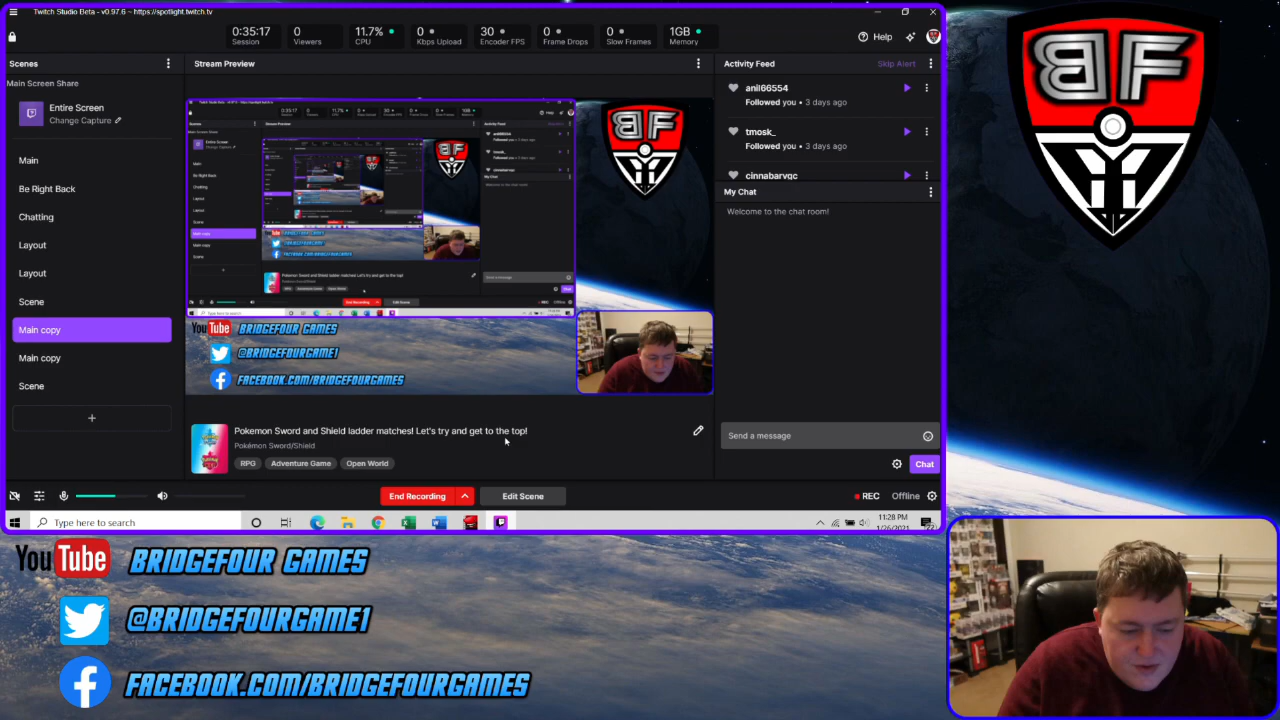 Twitch Studio Beta - v0.97.6 - https://spotlight.twitch.tv
0:35:17
Session
0
Viewers
11.7%
CPU
0
Kbps Upload
30
Encoder FPS
0
Frame Drops
0
Slow Frames
1GB
Memory
Help
Scenes
Main Screen Share
Entire Screen
Change Capture
Main
Be Right Back
Chatting
Layout
Layout
Scene
Main copy
Main copy
Scene
+
Stream Preview
YouTube BRIDGEFOUR GAMES
@BRIDGEFOURGAME1
FACEBOOK.COM/BRIDGEFOURGAMES
BF
Pokemon Sword and Shield ladder matches! Let's try and get to the top!
Pokémon Sword/Shield
RPG
Adventure Game
Open World
End Recording
Edit Scene
Activity Feed
Skip Alert
anil66554
Followed you • 3 days ago
tmosk_
Followed you • 3 days ago
cinnabarvgc
My Chat
Welcome to the chat room!
Send a message
Chat
REC
Offline
Type here to search
11:28 PM
1/26/2021
BF
YouTube BRIDGEFOUR GAMES
@BRIDGEFOURGAME1
FACEBOOK.COM/BRIDGEFOURGAMES